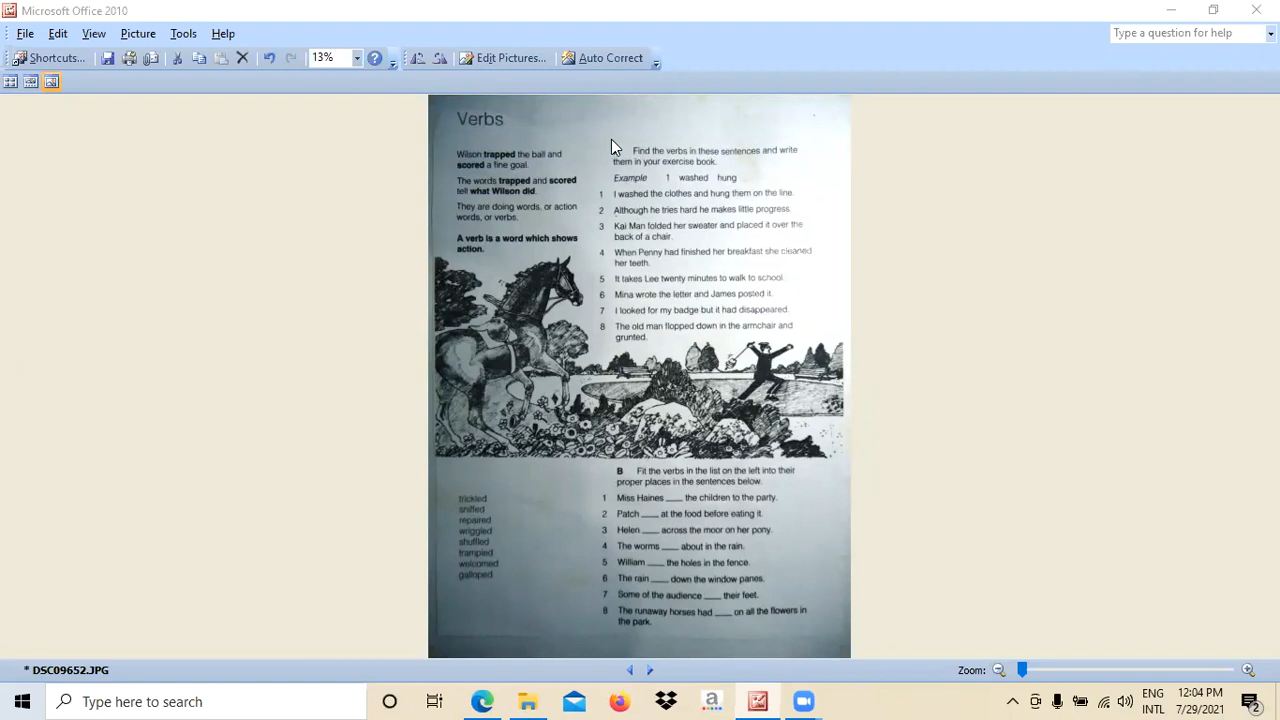 Microsoft Office 2010
File Edit View Picture Tools Help
Type a question for help
Shortcuts... 13% Edit Pictures... Auto Correct
Verbs
Wilson trapped the ball and
scored a fine goal.
The words trapped and scored
tell what Wilson did.
They are doing words, or action
words, or verbs.
A verb is a word which shows
action.
Find the verbs in these sentences and write
them in your exercise book.
Example 1 washed hung
1 I washed the clothes and hung them on the line.
2 Although he tries hard he makes little progress.
3 Kai Man folded her sweater and placed it over the
back of a chair.
4 When Penny had finished her breakfast she cleaned
her teeth.
5 It takes Lee twenty minutes to walk to school.
6 Mina wrote the letter and James posted it.
7 I looked for my badge but it had disappeared.
8 The old man flopped down in the armchair and
grunted.
B Fit the verbs in the list on the left into their
proper places in the sentences below.
trickled
sniffed
repaired
wriggled
shuffled
trampled
welcomed
galloped
1 Miss Haines ___ the children to the party.
2 Patch ___ at the food before eating it.
3 Helen ___ across the moor on her pony.
4 The worms ___ about in the rain.
5 William ___ the holes in the fence.
6 The rain ___ down the window panes.
7 Some of the audience ___ their feet.
8 The runaway horses had ___ on all the flowers in
the park.
* DSC09652.JPG
Zoom:
Type here to search
ENG
INTL
12:04 PM
7/29/2021
2